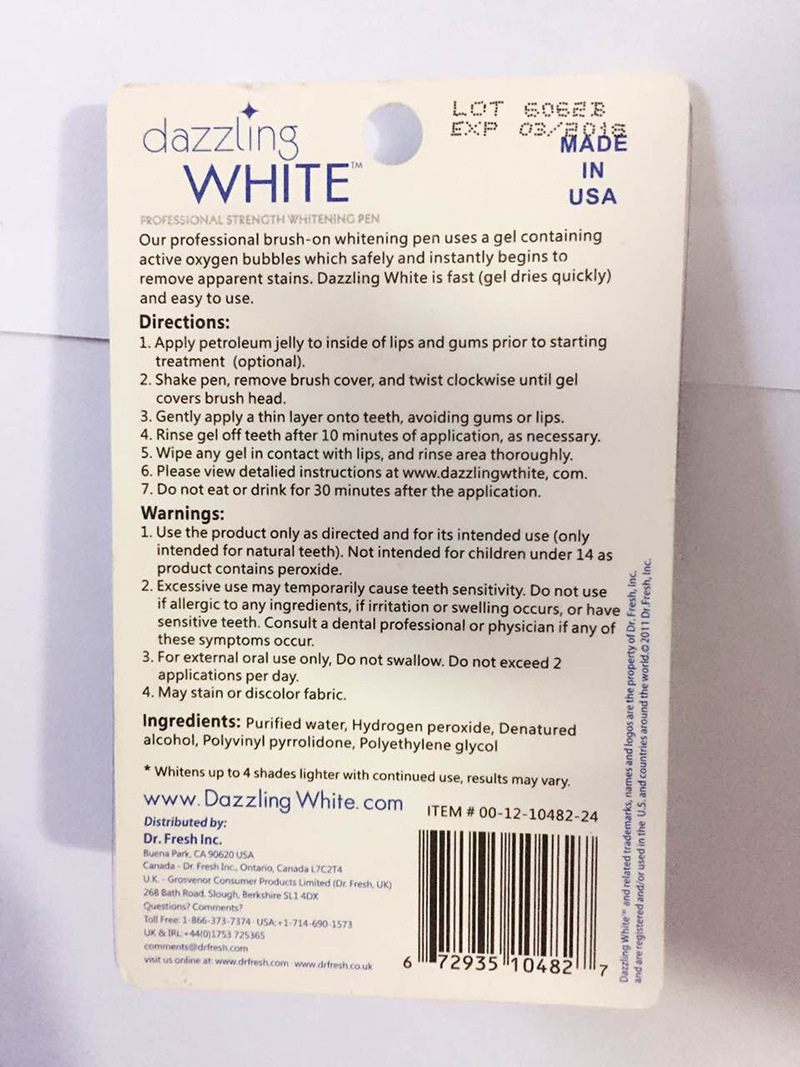 dazzling
WHITE™
PROFESSIONAL STRENGTH WHITENING PEN
LOT 6062B
EXP 03/2018
MADE
IN
USA
Our professional brush-on whitening pen uses a gel containing
active oxygen bubbles which safely and instantly begins to
remove apparent stains. Dazzling White is fast (gel dries quickly)
and easy to use.
Directions:
1. Apply petroleum jelly to inside of lips and gums prior to starting
treatment (optional).
2. Shake pen, remove brush cover, and twist clockwise until gel
covers brush head.
3. Gently apply a thin layer onto teeth, avoiding gums or lips.
4. Rinse gel off teeth after 10 minutes of application, as necessary.
5. Wipe any gel in contact with lips, and rinse area thoroughly.
6. Please view detalied instructions at www.dazzlingwthite, com.
7. Do not eat or drink for 30 minutes after the application.
Warnings:
1. Use the product only as directed and for its intended use (only
intended for natural teeth). Not intended for children under 14 as
product contains peroxide.
2. Excessive use may temporarily cause teeth sensitivity. Do not use
if allergic to any ingredients, if irritation or swelling occurs, or have
sensitive teeth. Consult a dental professional or physician if any of
these symptoms occur.
3. For external oral use only, Do not swallow. Do not exceed 2
applications per day.
4. May stain or discolor fabric.
Ingredients: Purified water, Hydrogen peroxide, Denatured
alcohol, Polyvinyl pyrrolidone, Polyethylene glycol
* Whitens up to 4 shades lighter with continued use, results may vary.
www. Dazzling White. com
Distributed by:
Dr. Fresh Inc.
Buena Park, CA 90620 USA
Canada - Dr Fresh Inc., Ontario, Canada L7C2T4
U.K. - Grosvenor Consumer Products Limited (Dr. Fresh, UK)
268 Bath Road, Slough, Berkshire SL1 4DX
Questions? Comments?
Toll Free: 1-866-373-7374 USA:+1-714-690-1573
UK & IRL:+44(0)1753 725365
comments@drfresh.com
visit us online at: www.drfresh.com www.drfresh.co.uk
ITEM # 00-12-10482-24
6 72935 10482 7
Dazzling White™ and related trademarks, names and logos are the property of Dr. Fresh, Inc.
and are registered and/or used in the U.S. and countries around the world.©2011 Dr.Fresh, Inc.